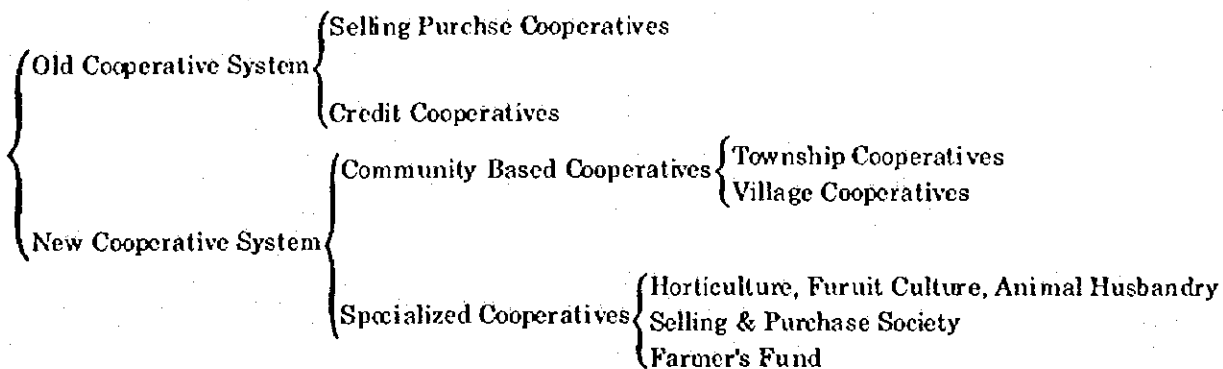 Selling Purchse Cooperatives
Old Cooperative System
Credit Cooperatives
Community Based Cooperatives
Township Cooperatives
Village Cooperatives
New Cooperative System
Specialized Cooperatives
Horticulture, Furuit Culture, Animal Husbandry
Selling & Purchase Society
Farmer's Fund